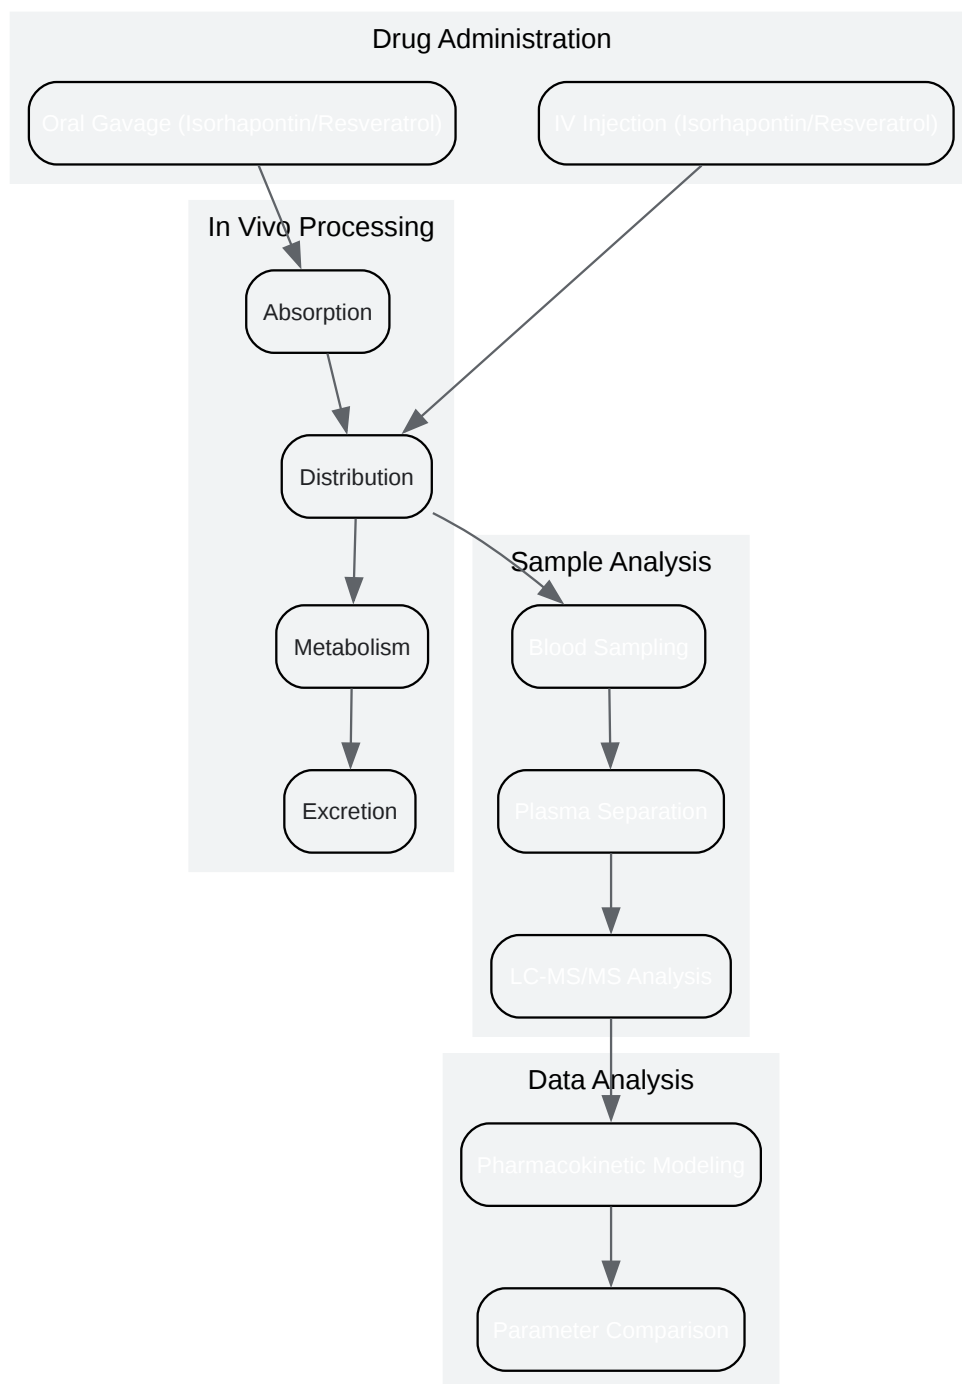 Drug Administration
Oral Gavage (Isorhapontin/Resveratrol)
IV Injection (Isorhapontin/Resveratrol)
In Vivo Processing
Absorption
Distribution
Metabolism
Excretion
Sample Analysis
Blood Sampling
Plasma Separation
LC-MS/MS Analysis
Data Analysis
Pharmacokinetic Modeling
Parameter Comparison